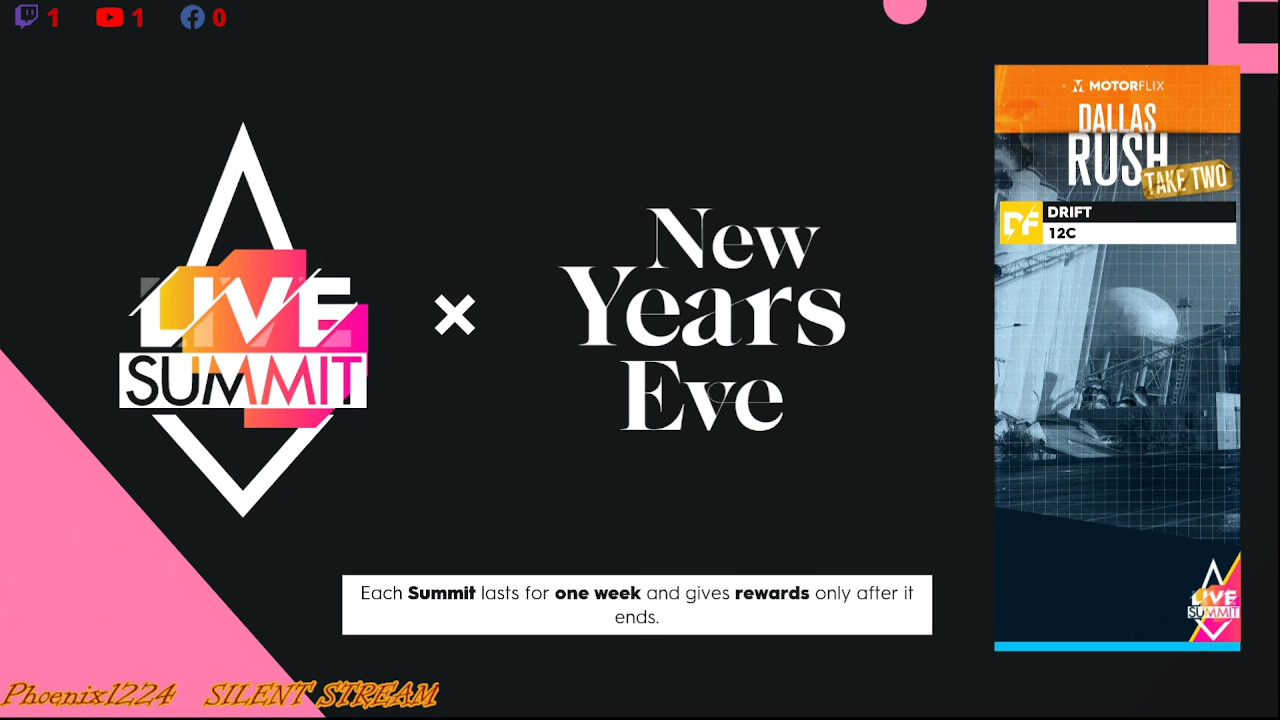 1 1 0
MOTORFLIX
DALLAS
RUSH
TAKE TWO
DF DRIFT
12C
LIVE
SUMMIT
×
New
Years
Eve
Each Summit lasts for one week and gives rewards only after it
ends.
LIVE
SUMMIT
Phoenix1224 SILENT STREAM